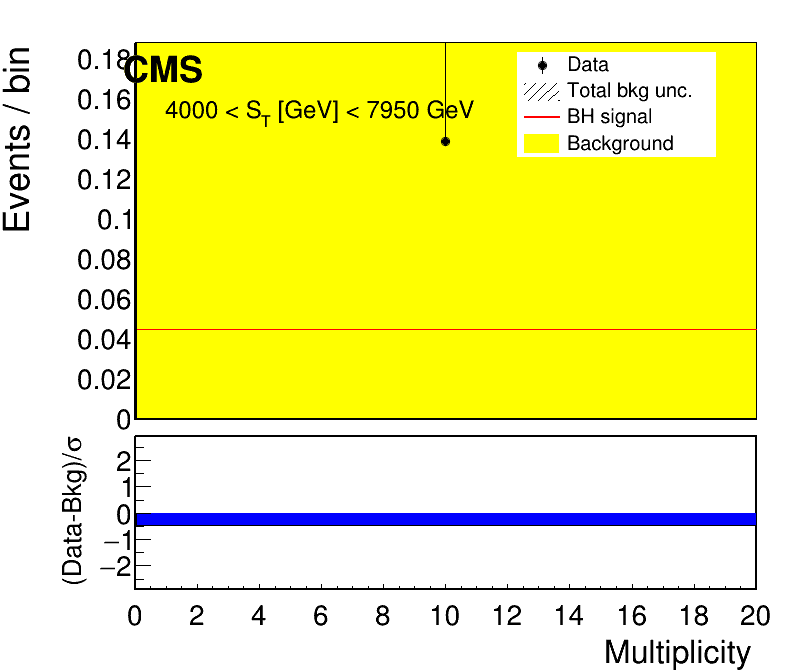 CMS
4000 < S_T [GeV] < 7950 GeV
Data
Total bkg unc.
BH signal
Background
Events / bin
0.18
0.16
0.14
0.12
0.1
0.08
0.06
0.04
0.02
0
(Data-Bkg)/σ
2
1
0
−1
−2
0 2 4 6 8 10 12 14 16 18 20
Multiplicity